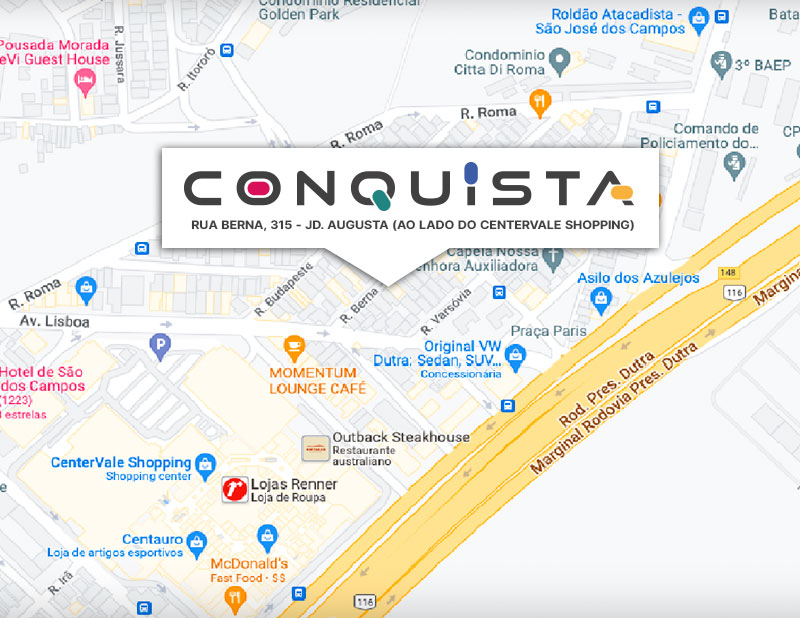 Condominio Residencial
Golden Park
Roldão Atacadista -
São José dos Campos
Bata
Pousada Morada
eVi Guest House
R. Jussara
R. Itororó
Condominio
Citta Di Roma
3º BAEP
R. Roma
R. Roma
Comando de
Policiamento do...
CP
CONQUISTA
RUA BERNA, 315 - JD. AUGUSTA (AO LADO DO CENTERVALE SHOPPING)
Capela Nossa
enhora Auxiliadora
Asilo dos Azulejos
148
116
Marginal
R. Roma
R. Budapeste
R. Berna
R. Varsóvia
Av. Lisboa
Praça Paris
P
Original VW
Dutra: Sedan, SUV...
Concessionária
MOMENTUM
LOUNGE CAFÉ
Hotel de São
dos Campos
(1223)
l estrelas
Rod. Pres. Dutra
Marginal Rodovia Pres. Dutra
Outback Steakhouse
Restaurante
australiano
CenterVale Shopping
Shopping center
Lojas Renner
Loja de Roupa
e
Centauro
Loja de artigos esportivos
McDonald's
Fast Food · $$
R. Irã
116